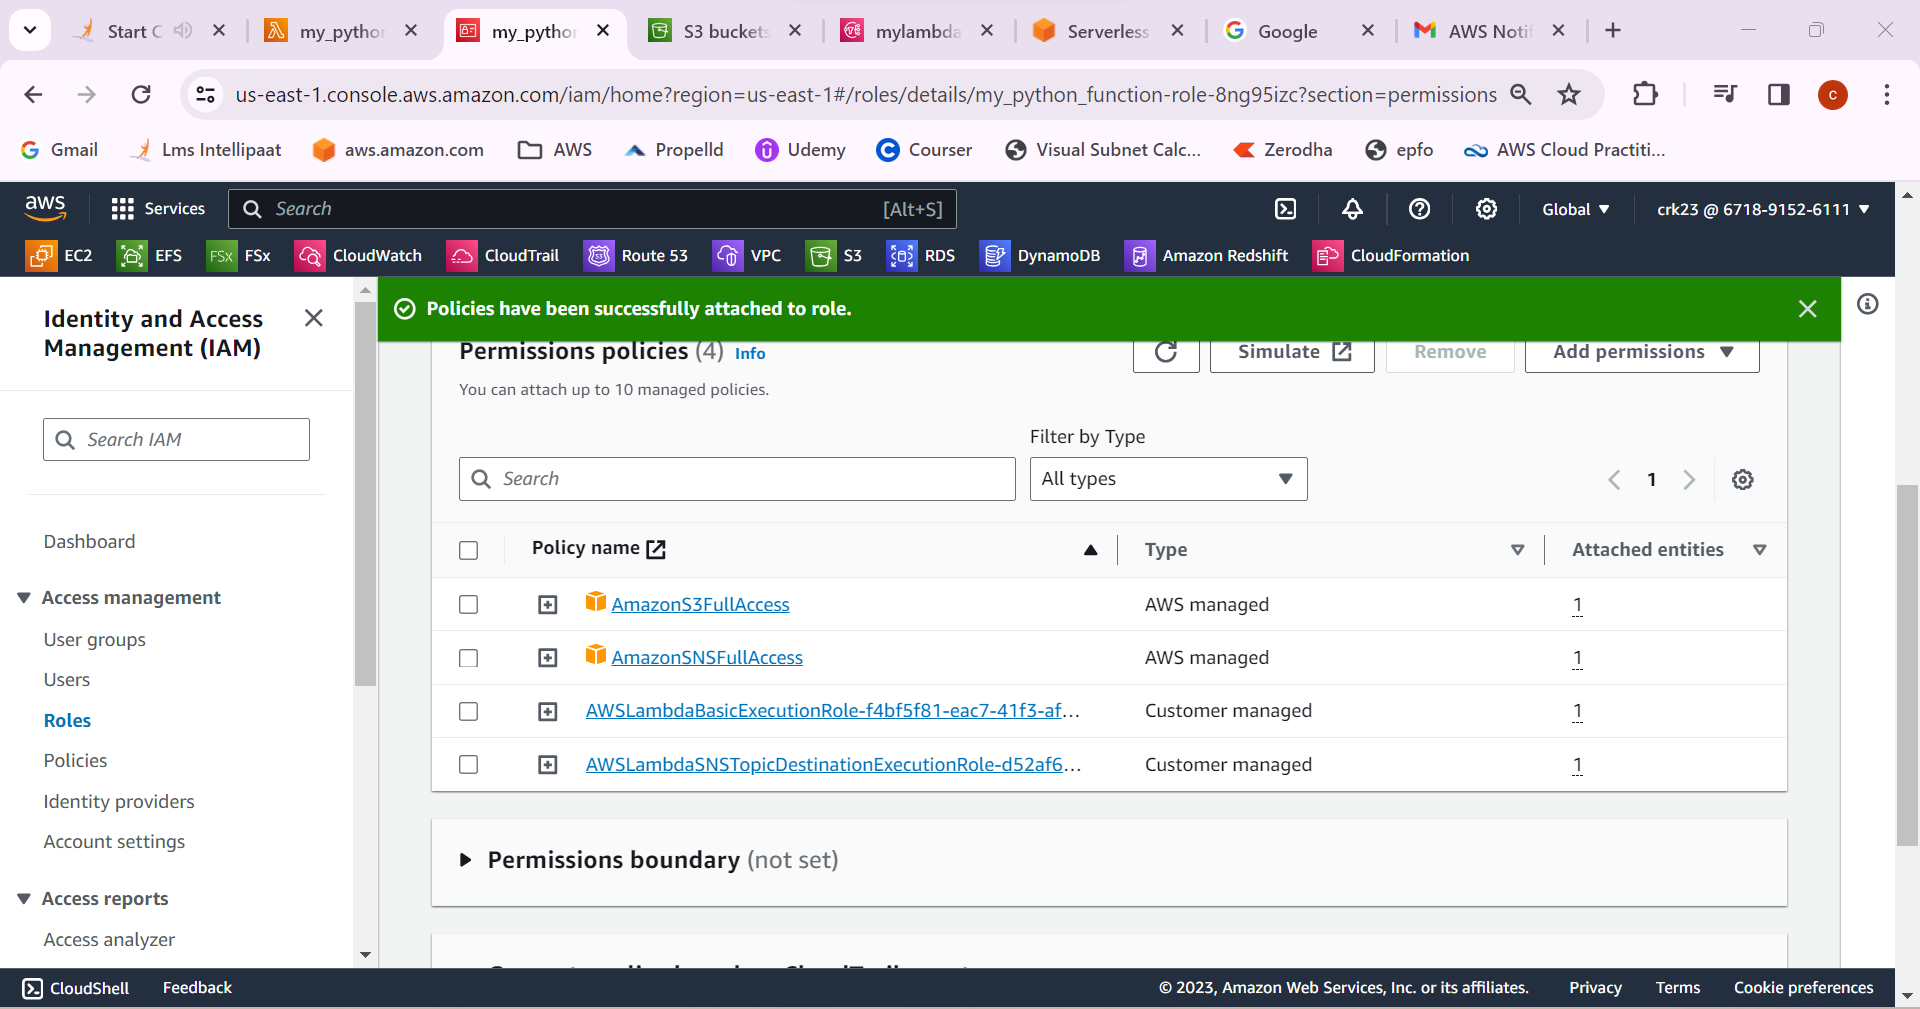 Start C
my_pythor
my_pythor
S3 buckets
mylambda
Serverless
Google
AWS Notif
us-east-1.console.aws.amazon.com/iam/home?region=us-east-1#/roles/details/my_python_function-role-8ng95izc?section=permissions
C
Gmail
Lms Intellipaat
aws.amazon.com
AWS
Propelld
Udemy
Courser
Visual Subnet Calc...
Zerodha
epfo
AWS Cloud Practiti...
aws
Services
Search
[Alt+S]
Global
crk23 @ 6718-9152-6111
EC2
EFS
FSx
FSx
CloudWatch
CloudTrail
53
Route 53
VPC
S3
RDS
DynamoDB
Amazon Redshift
CloudFormation
Identity and Access
Management (IAM)
Search IAM
Dashboard
Access management
User groups
Users
Roles
Policies
Identity providers
Account settings
Access reports
Access analyzer
Policies have been successfully attached to role.
Permissions policies (4) Info
You can attach up to 10 managed policies.
Simulate
Remove
Add permissions
Filter by Type
Search
All types
1
Policy name
Type
Attached entities
AmazonS3FullAccess
AWS managed
1
AmazonSNSFullAccess
AWS managed
1
AWSLambdaBasicExecutionRole-f4bf5f81-eac7-41f3-af...
Customer managed
1
AWSLambdaSNSTopicDestinationExecutionRole-d52af6...
Customer managed
1
Permissions boundary (not set)
CloudShell
Feedback
© 2023, Amazon Web Services, Inc. or its affiliates.
Privacy
Terms
Cookie preferences